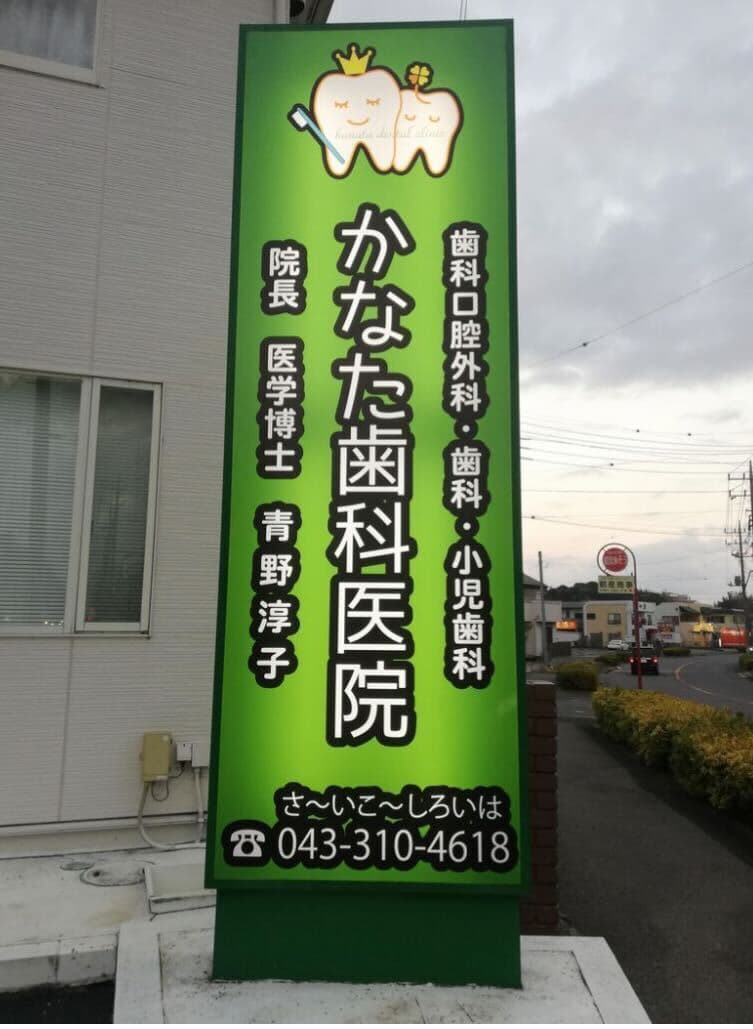 kanata dental clinic
歯科口腔外科・歯科・小児歯科
かなた歯科医院
院長 医学博士 青野淳子
さ〜いこ〜しろいは
043-310-4618